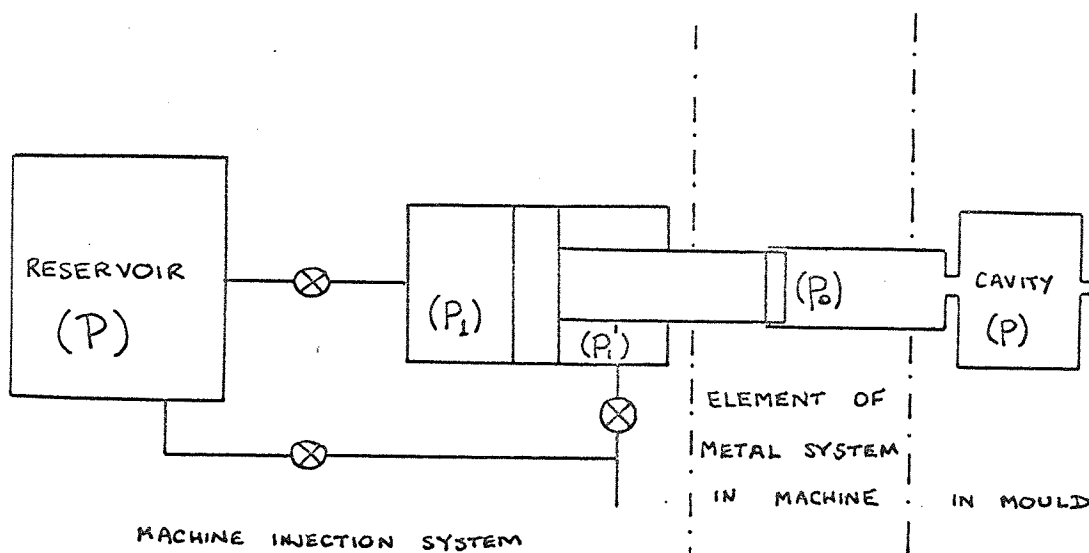 RESERVOIR
(P)
(P₁)
(P₁')
(P₀)
CAVITY
(P)
ELEMENT OF
METAL SYSTEM
IN MACHINE
IN MOULD
MACHINE INJECTION SYSTEM